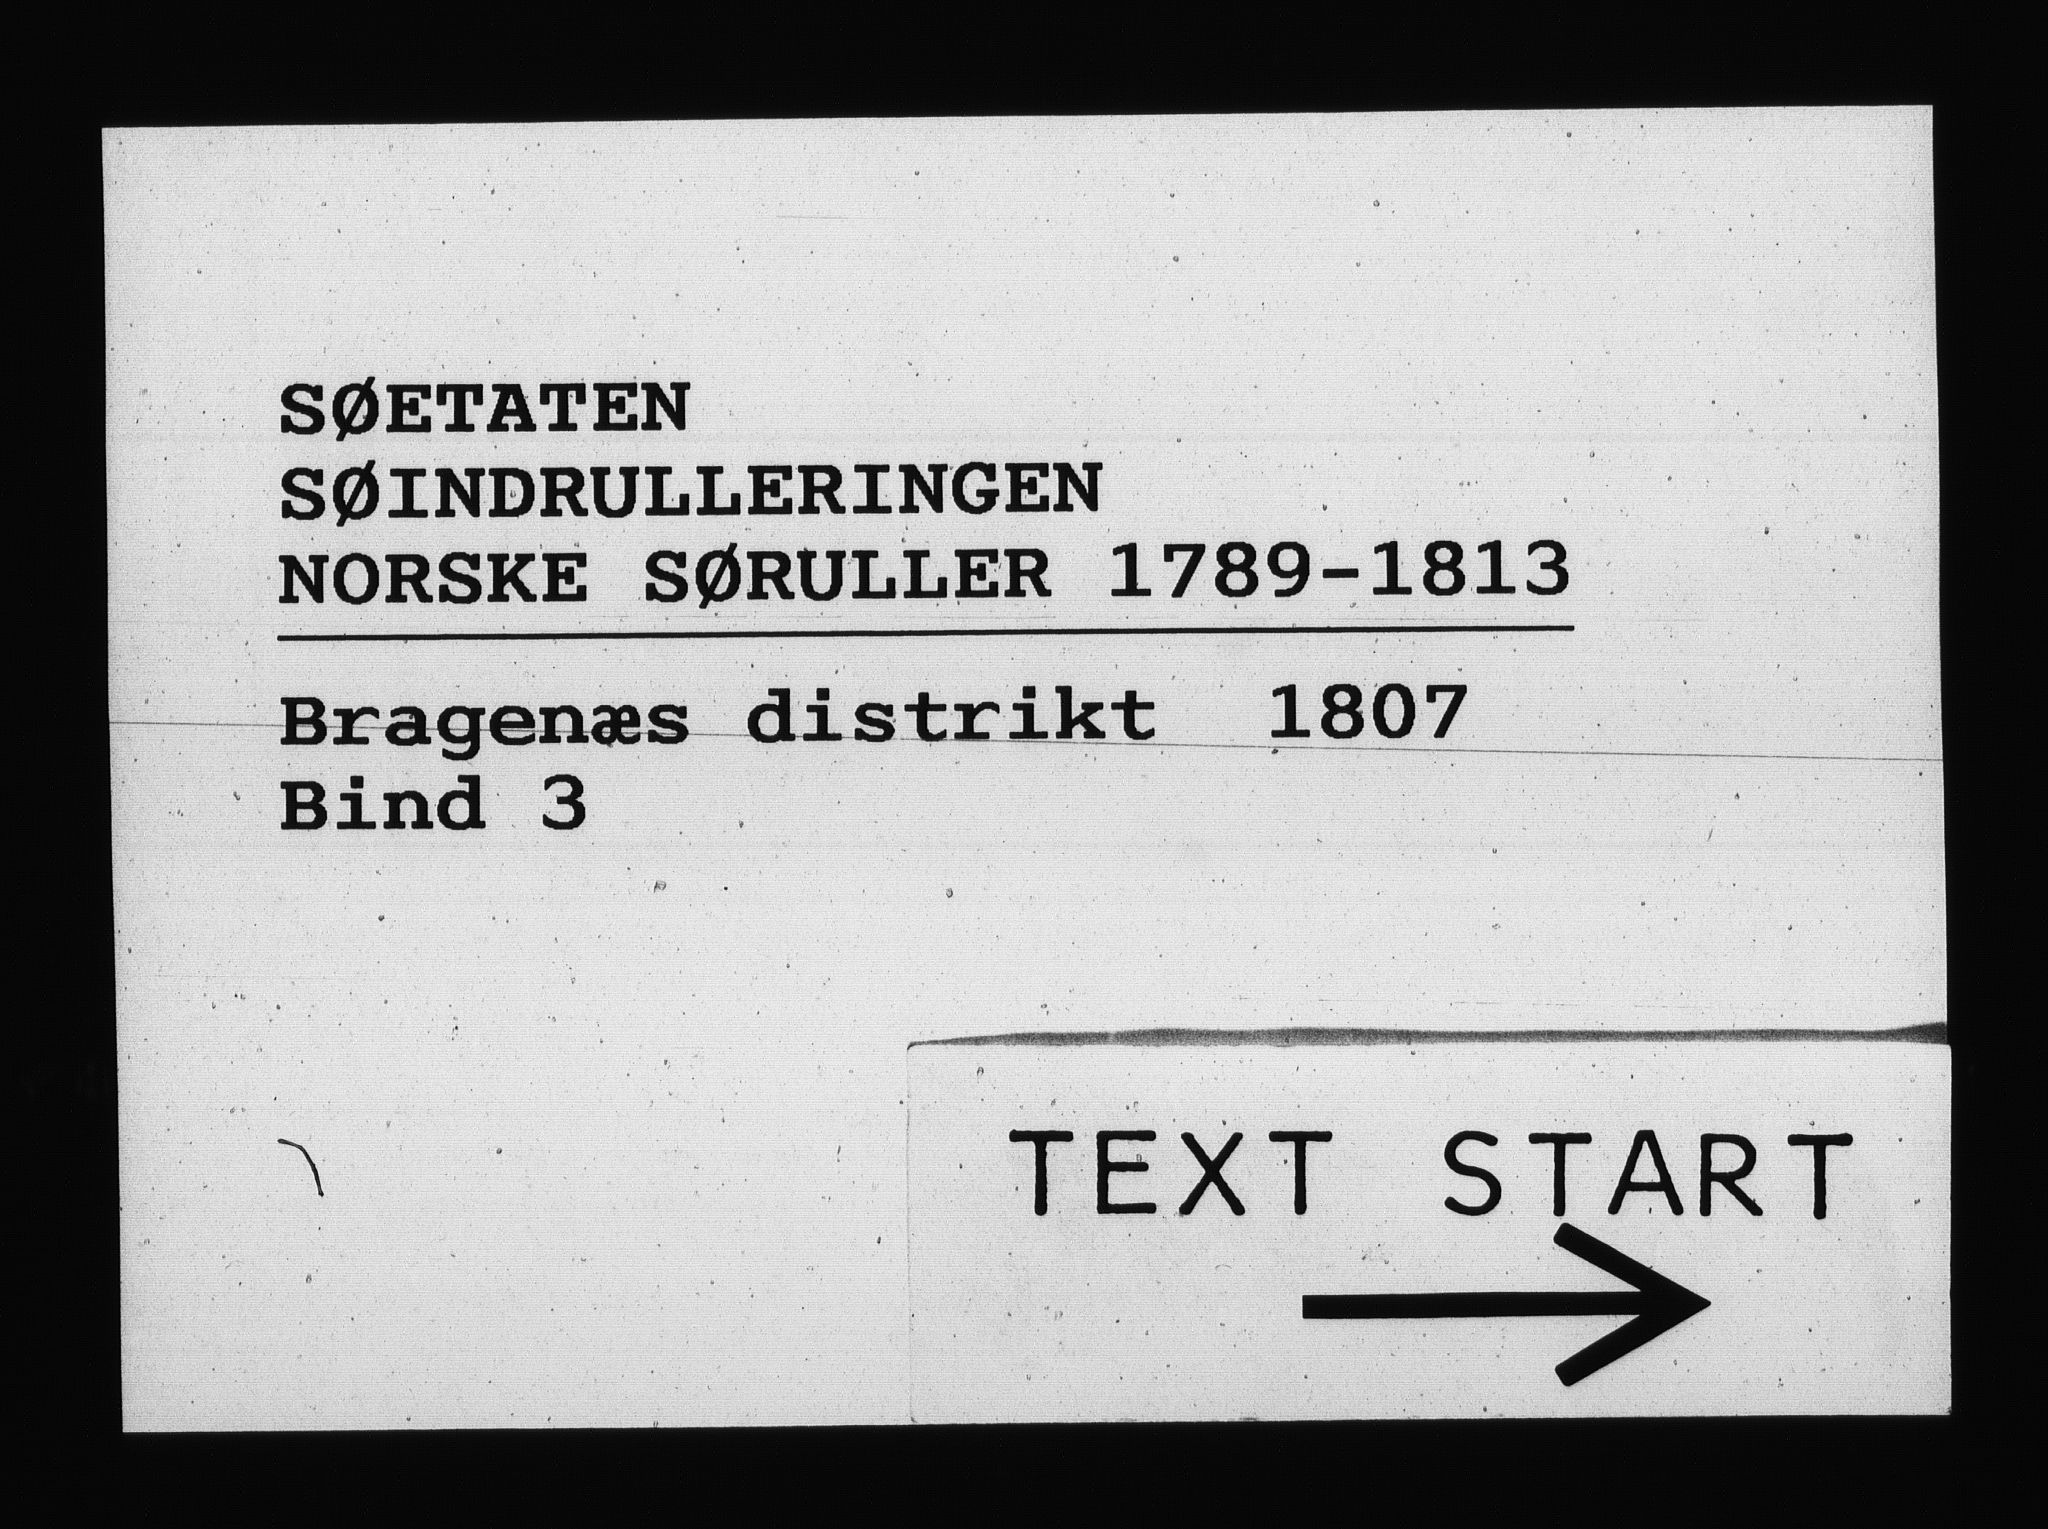 SØETATEN
SØINDRULLERINGEN
NORSKE SØRULLER 1789-1813
Bragenæs distrikt 1807
Bind 3
TEXT START